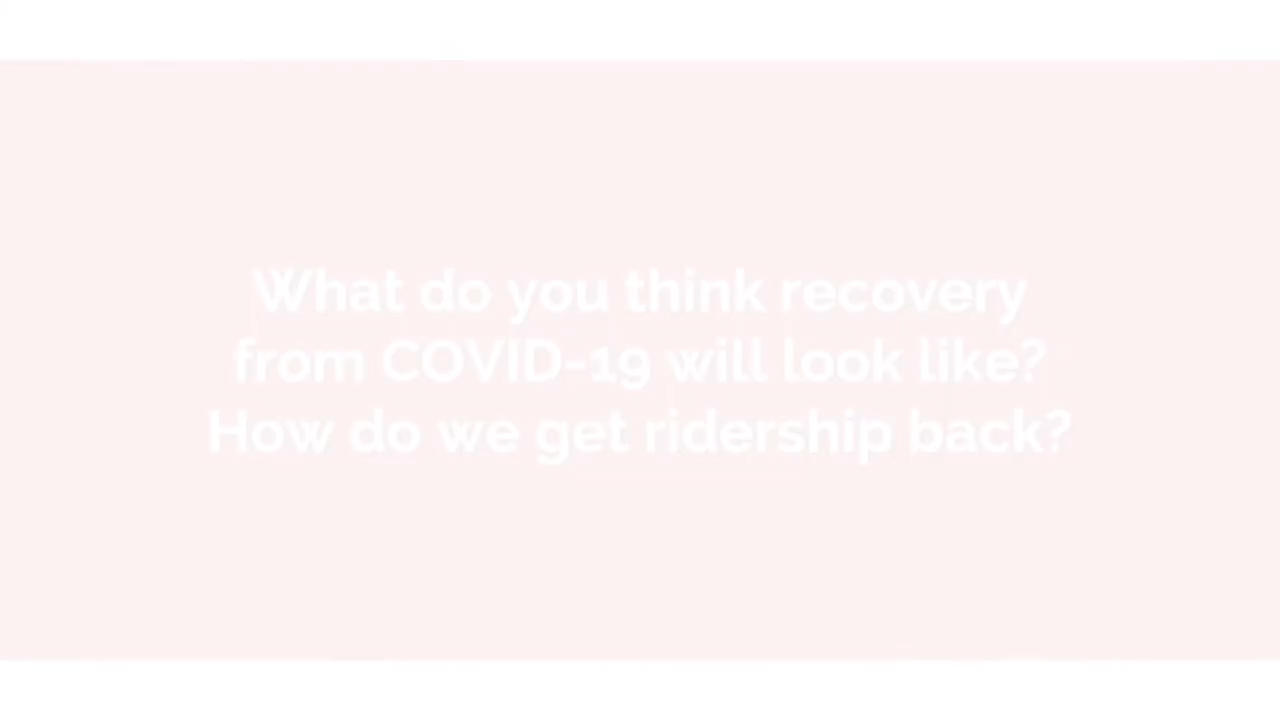 What do you think recovery
from COVID-19 will look like?
How do we get ridership back?